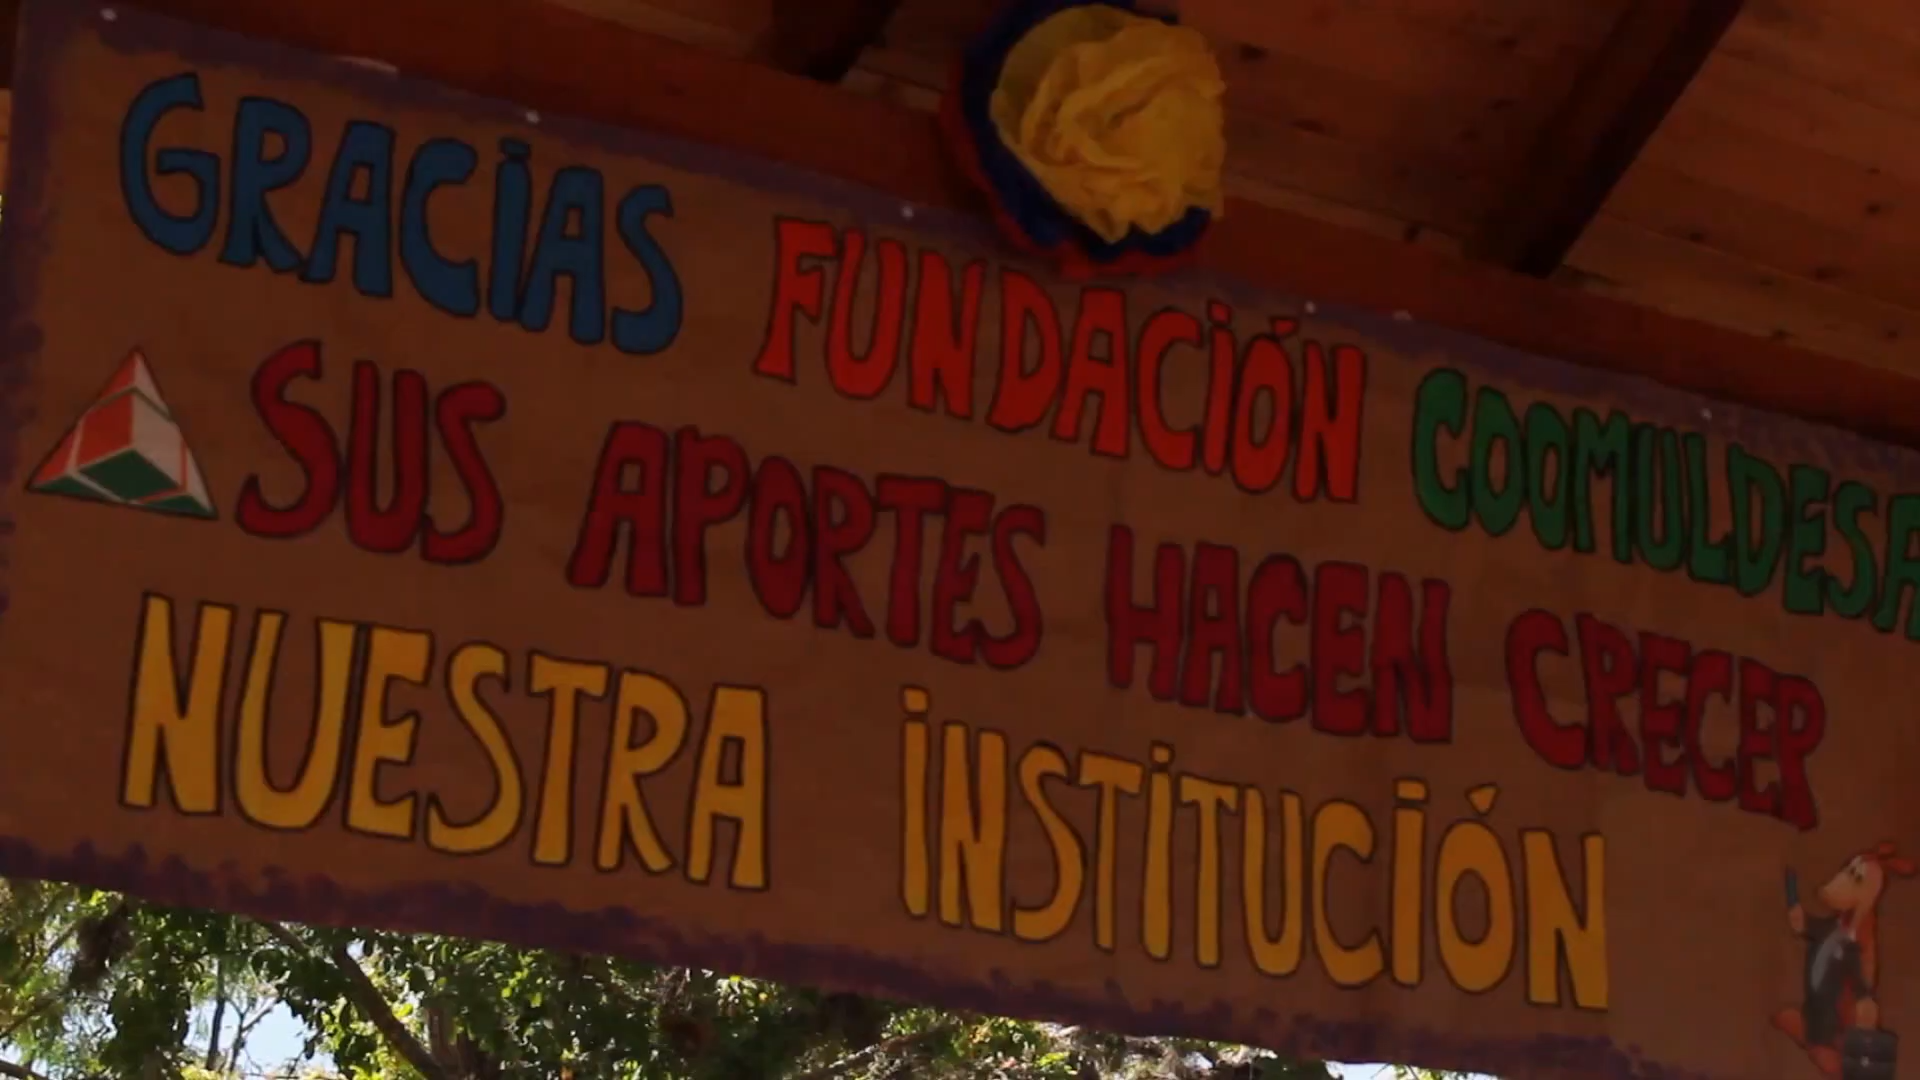 GRACIAS FUNDACIÓN COOMULDESA
SUS APORTES HACEN CRECER
NUESTRA INSTITUCIÓN